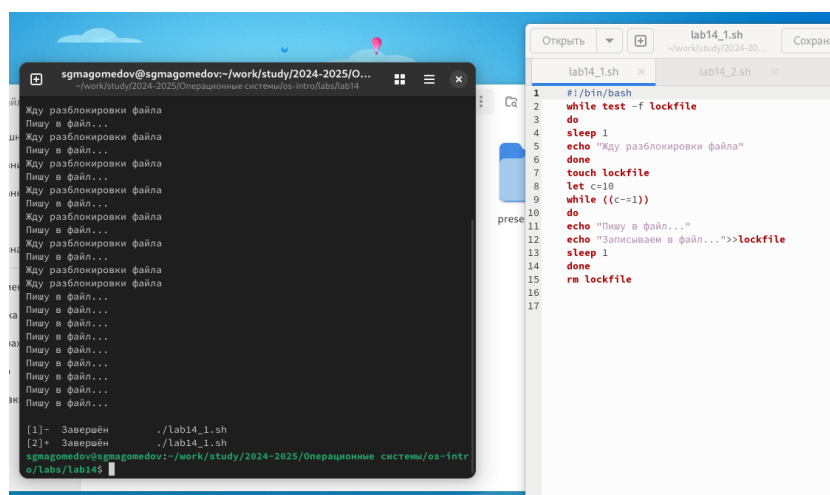 sgmagomedov@sgmagomedov:~/work/study/2024-2025/O...
~/work/study/2024-2025/Операционные системы/os-intro/labs/lab14
Жду разблокировки файла
Пишу в файл...
Жду разблокировки файла
Пишу в файл...
Жду разблокировки файла
Пишу в файл...
Жду разблокировки файла
Пишу в файл...
Жду разблокировки файла
Пишу в файл...
Жду разблокировки файла
Пишу в файл...
Жду разблокировки файла
Жду разблокировки файла
Пишу в файл...
Пишу в файл...
Пишу в файл...
Пишу в файл...
Пишу в файл...
Пишу в файл...
Пишу в файл...
Пишу в файл...
Пишу в файл...
[1]- Завершён ./lab14_1.sh
[2]+ Завершён ./lab14_1.sh
sgmagomedov@sgmagomedov:~/work/study/2024-2025/Операционные системы/os-intr
o/labs/lab14$
prese
Открыть
lab14_1.sh
~/work/study/2024-20...
Сохран
lab14_1.sh ×
lab14_2.sh ×
1 #!/bin/bash
2 while test -f lockfile
3 do
4 sleep 1
5 echo "Жду разблокировки файла"
6 done
7 touch lockfile
8 let c=10
9 while ((c-=1))
10 do
11 echo "Пишу в файл..."
12 echo "Записываем в файл...">>lockfile
13 sleep 1
14 done
15 rm lockfile
16
17